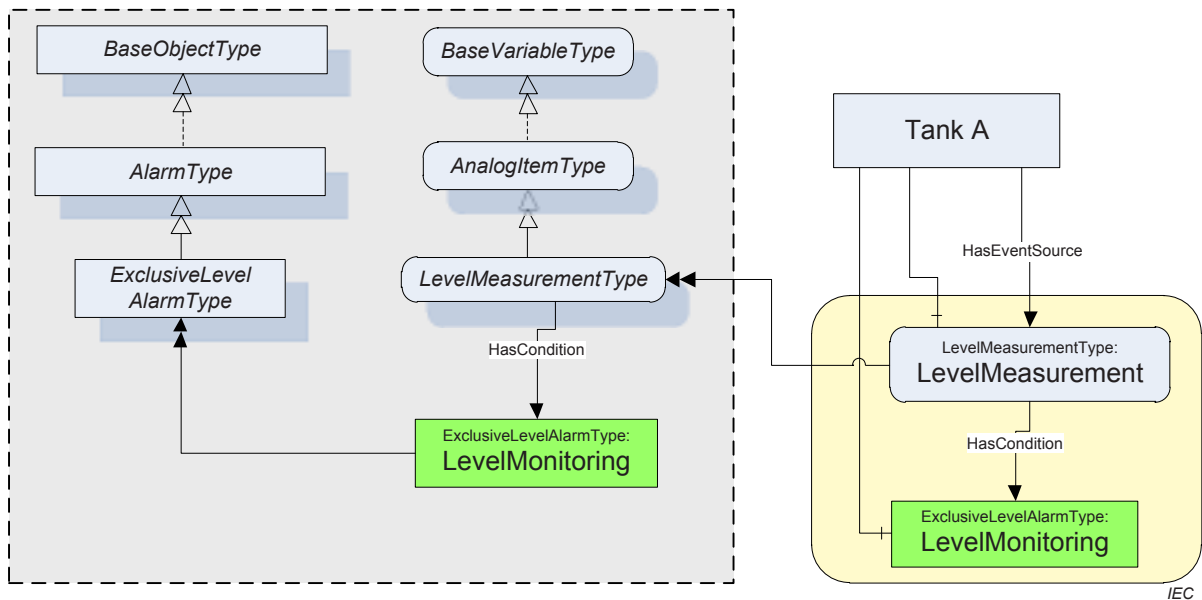 BaseObjectType
BaseVariableType
Tank A
AlarmType
AnalogItemType
HasEventSource
ExclusiveLevel
AlarmType
LevelMeasurementType
HasCondition
LevelMeasurementType:
LevelMeasurement
ExclusiveLevelAlarmType:
LevelMonitoring
HasCondition
ExclusiveLevelAlarmType:
LevelMonitoring
IEC